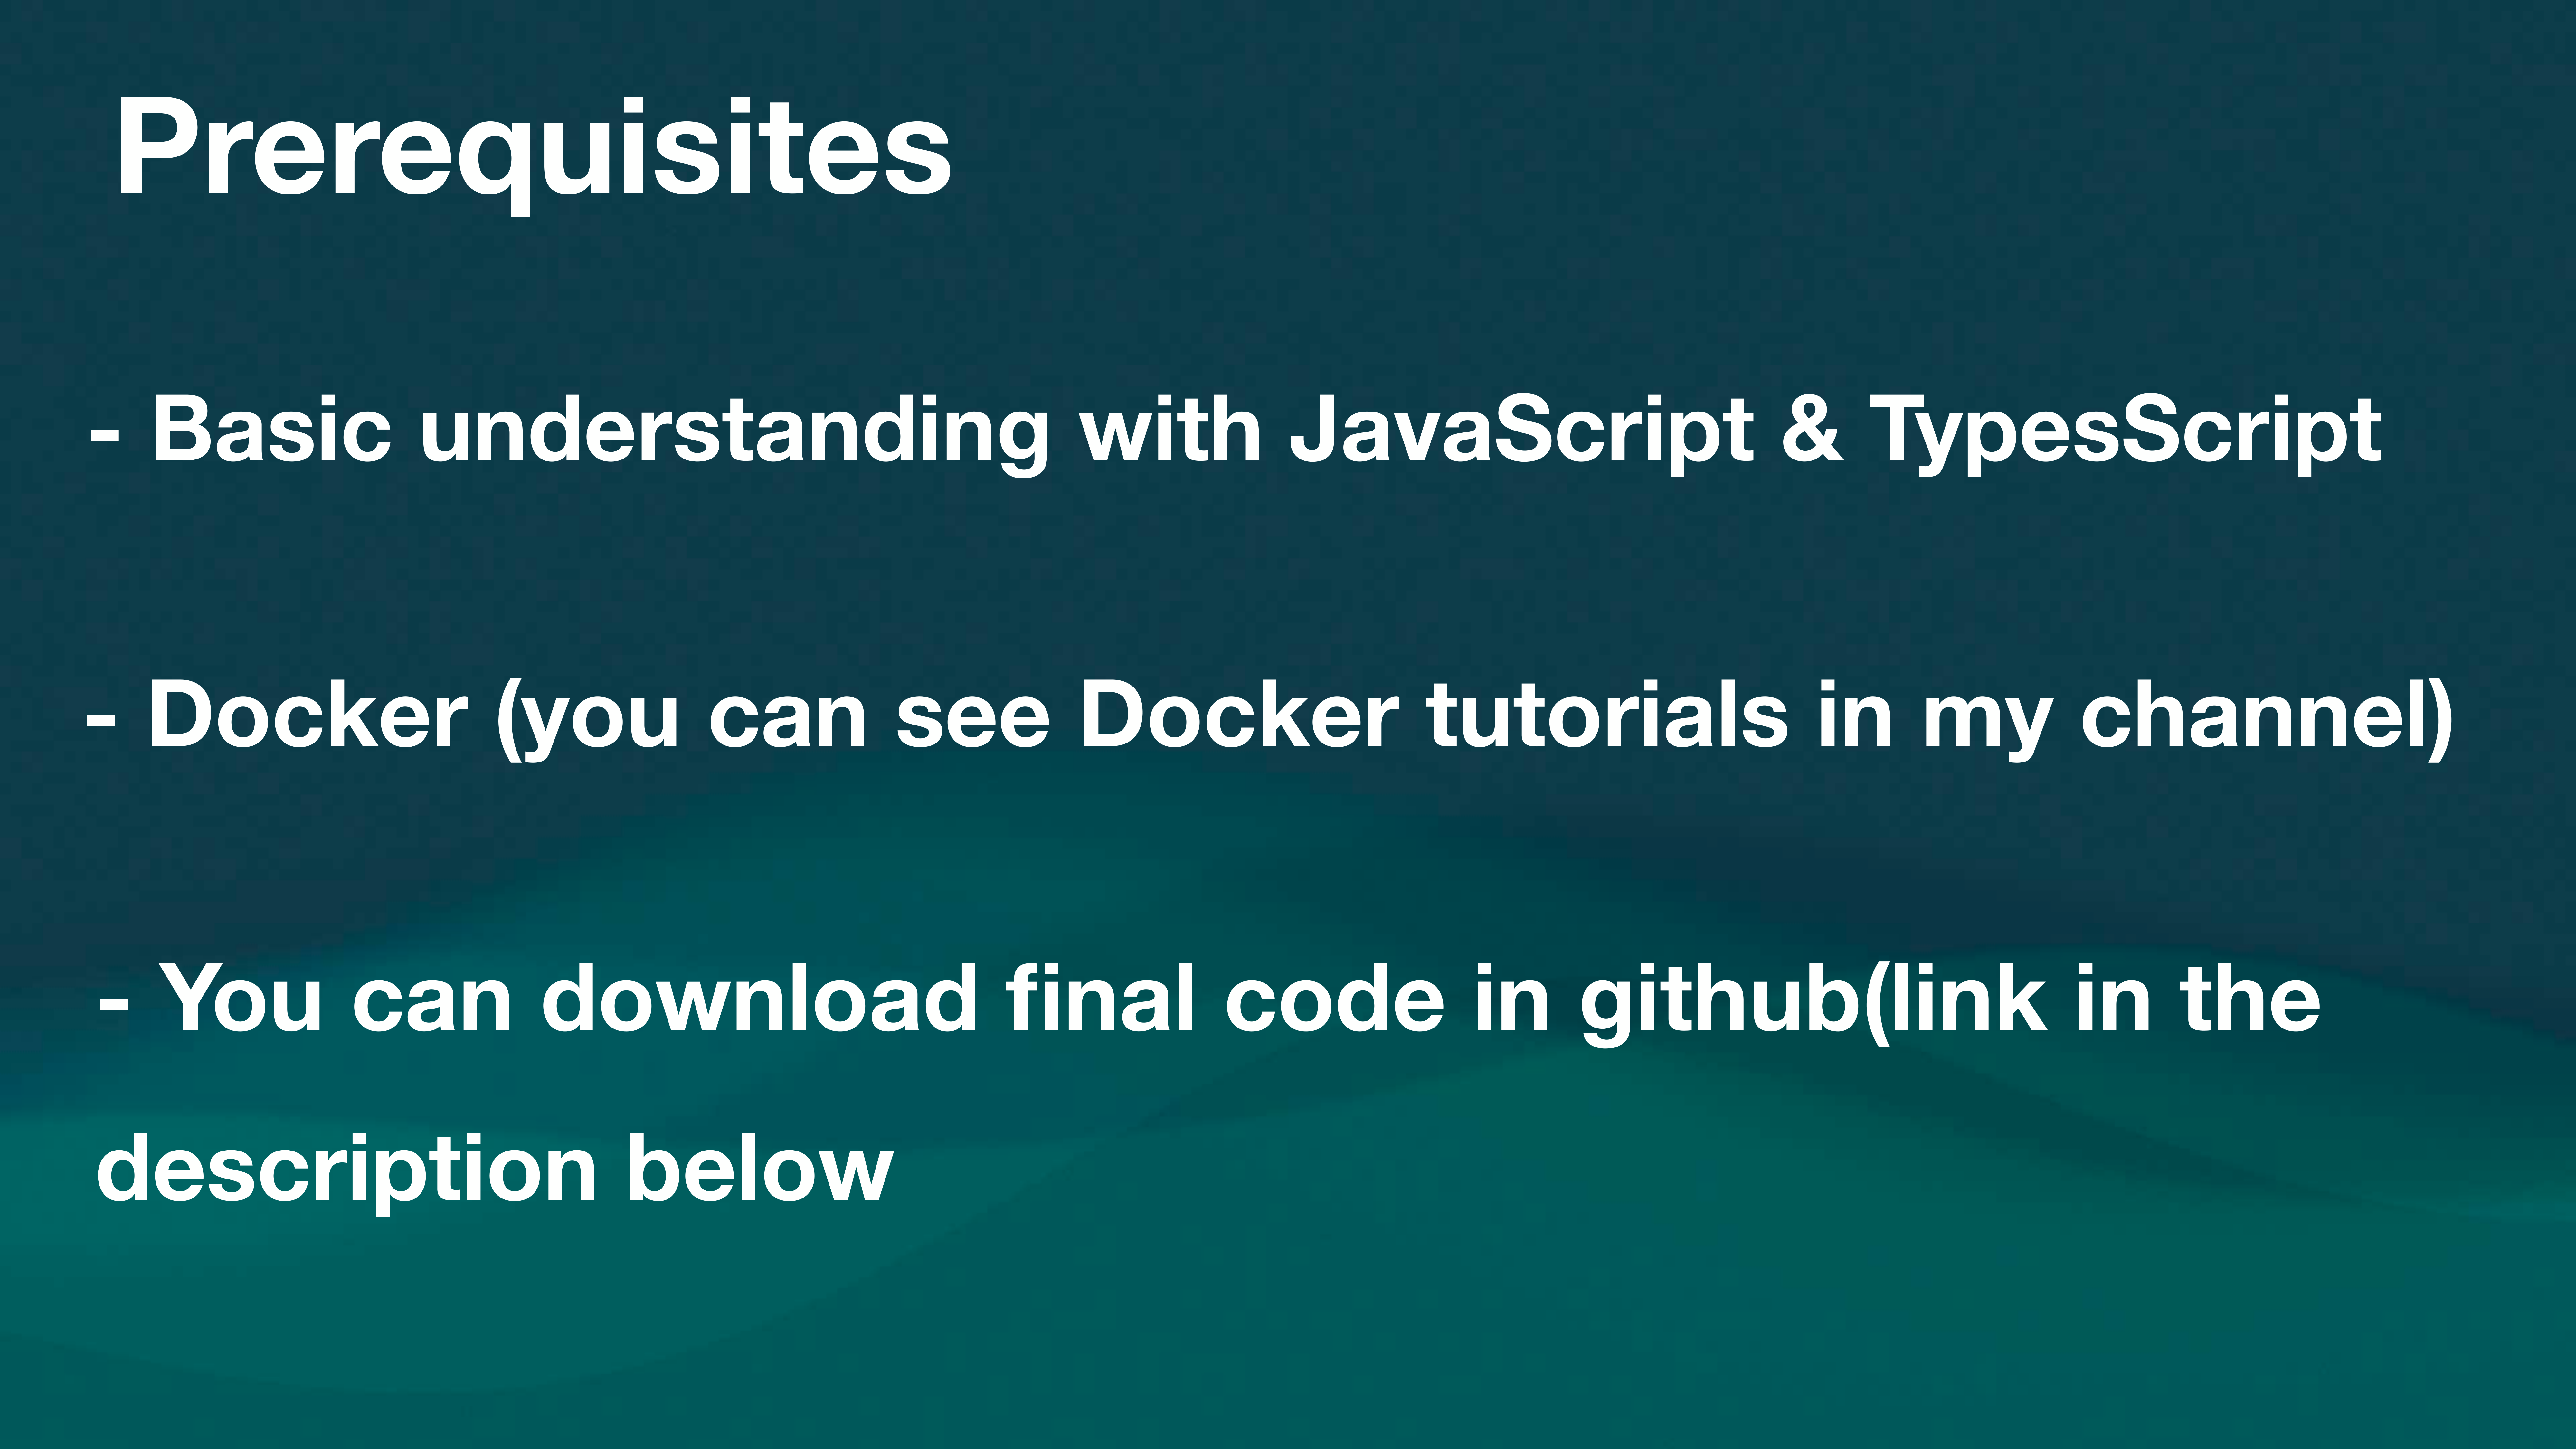 Prerequisites
- Basic understanding with JavaScript & TypesScript
- Docker (you can see Docker tutorials in my channel)
- You can download final code in github(link in the
description below